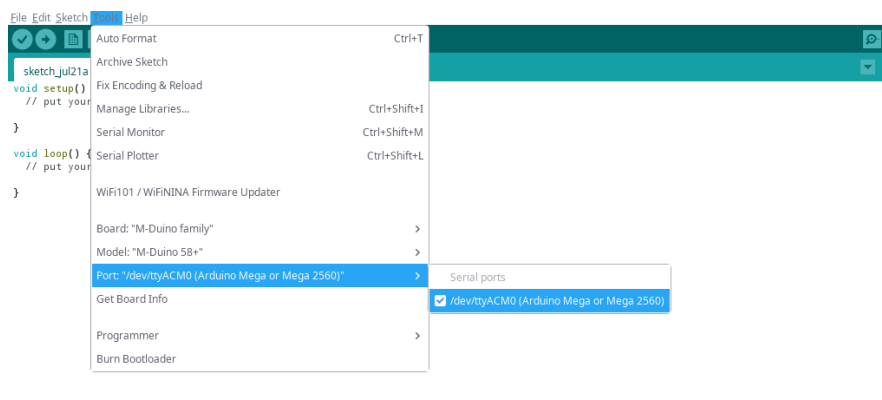 File Edit Sketch Tools Help
Auto Format Ctrl+T
sketch_jul21a
Archive Sketch
Fix Encoding & Reload
void setup()
// put your
Manage Libraries... Ctrl+Shift+I
}
Serial Monitor Ctrl+Shift+M
void loop() {
Serial Plotter Ctrl+Shift+L
// put your
}
WiFi101 / WiFiNINA Firmware Updater
Board: "M-Duino family"
Model: "M-Duino 58+"
Port: "/dev/ttyACM0 (Arduino Mega or Mega 2560)"
Serial ports
/dev/ttyACM0 (Arduino Mega or Mega 2560)
Get Board Info
Programmer
Burn Bootloader